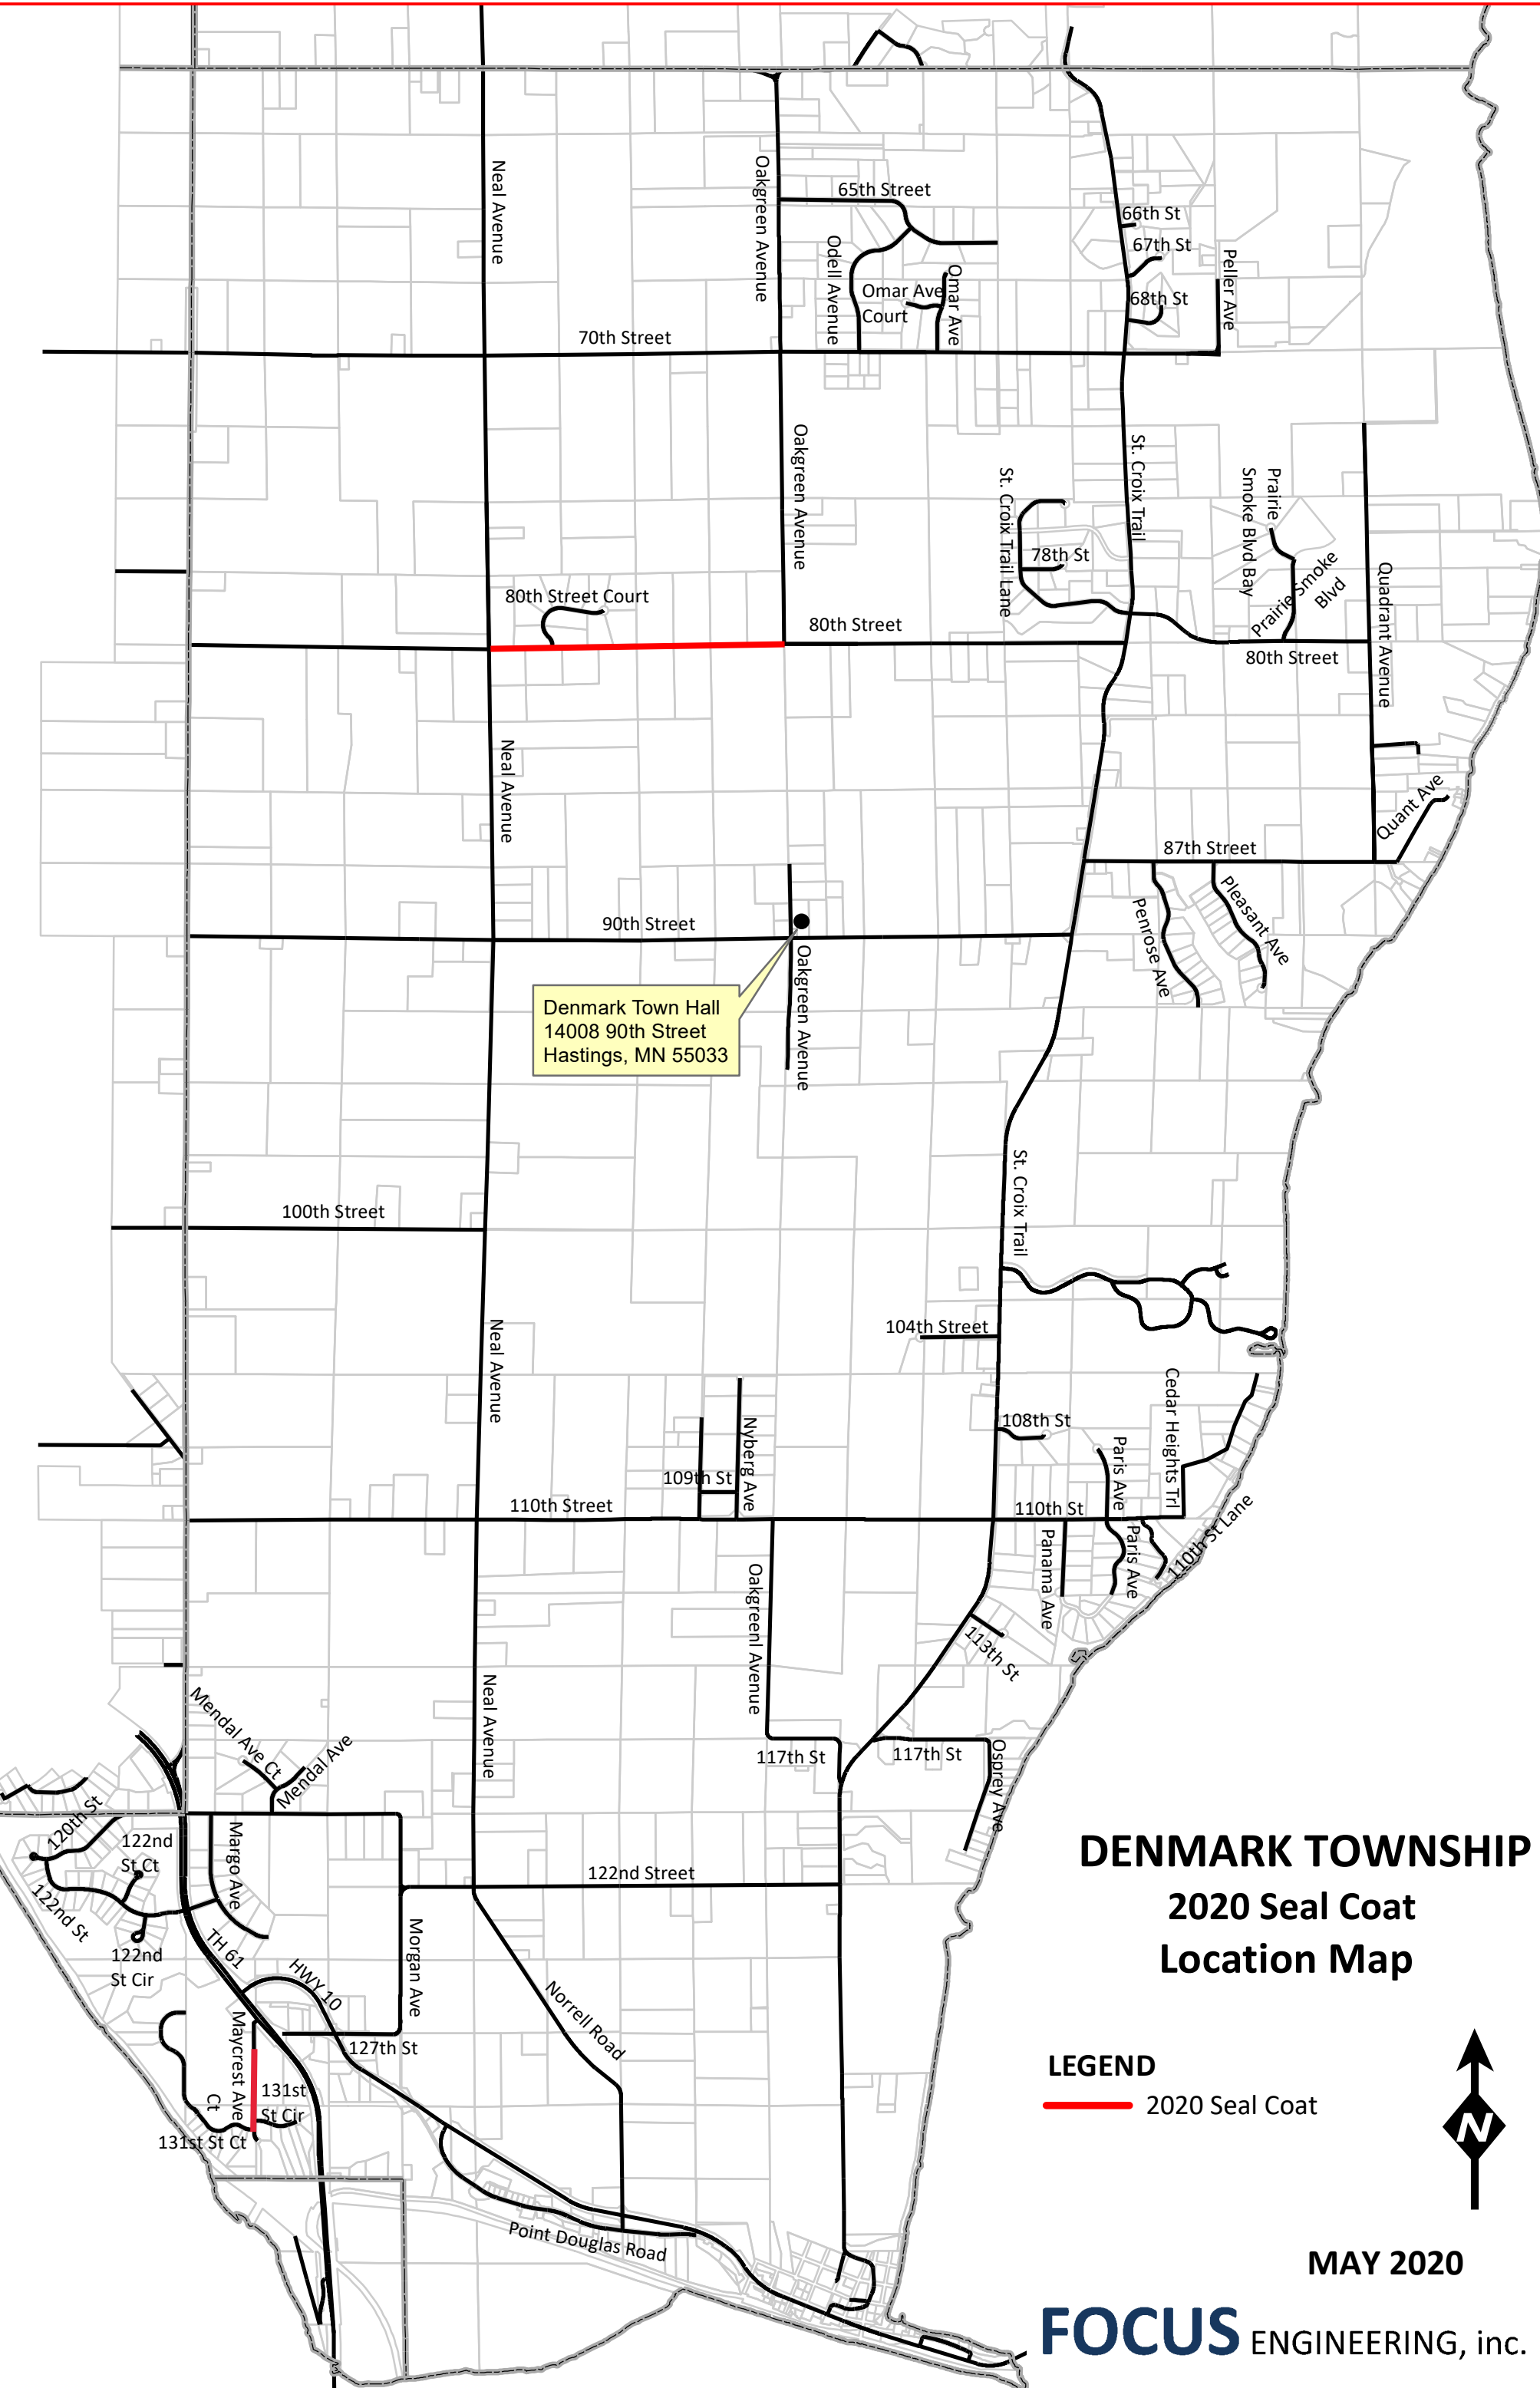 Neal Avenue
Oakgreen Avenue
65th Street
Odell Avenue
Omar Ave
Court
Omar Ave
66th St
67th St
68th St
Peller Ave
70th Street
Oakgreen Avenue
St. Croix Trail Lane
St. Croix Trail
78th St
Prairie
Smoke Blvd Bay
Prairie Smoke
Blvd
Quadrant Avenue
80th Street Court
80th Street
80th Street
Neal Avenue
Quant Ave
87th Street
Penrose Ave
Pleasant Ave
90th Street
Oakgreen Avenue
Denmark Town Hall
14008 90th Street
Hastings, MN 55033
St. Croix Trail
100th Street
Neal Avenue
104th Street
108th St
Cedar Heights Trl
Paris Ave
Nyberg Ave
109th St
110th Street
110th St
110th St Lane
Panama Ave
Paris Ave
Oakgreenl Avenue
113th St
Neal Avenue
Mendal Ave Ct
Mendal Ave
117th St
117th St
Osprey Ave
120th St
122nd
St Ct
Margo Ave
122nd Street
122nd St
122nd
St Cir
TH 61
HWY 10
Morgan Ave
Norrell Road
127th St
Maycrest Ave
131st
St Cir
Ct
131st St Ct
Point Douglas Road
DENMARK TOWNSHIP
2020 Seal Coat
Location Map
LEGEND
2020 Seal Coat
N
MAY 2020
FOCUS ENGINEERING, inc.